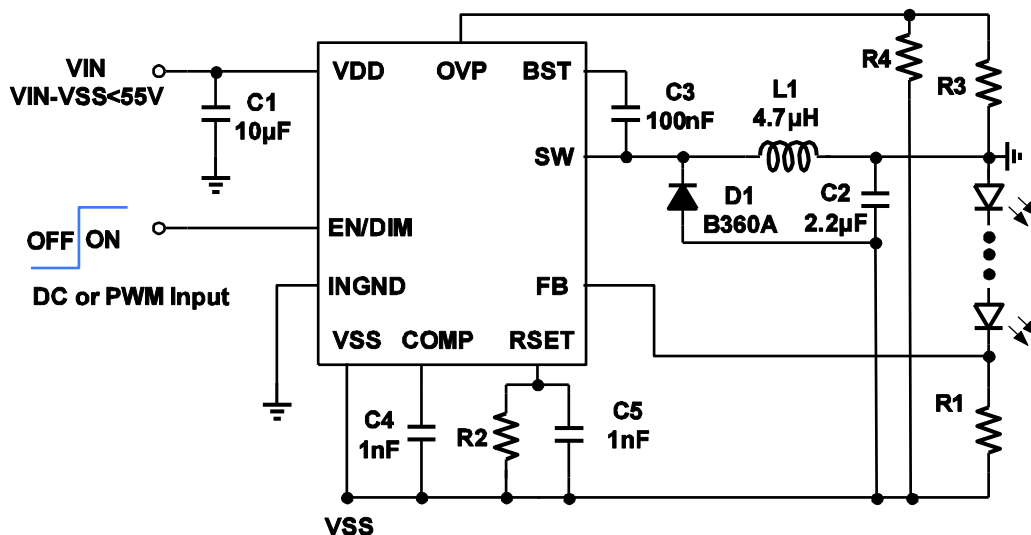 VIN
VIN-VSS<55V
C1
10µF
OFF
ON
DC or PWM Input
VDD
OVP
BST
SW
EN/DIM
INGND
FB
VSS
COMP
RSET
C3
100nF
L1
4.7µH
R4
R3
D1
B360A
C2
2.2µF
C4
1nF
R2
C5
1nF
R1
VSS